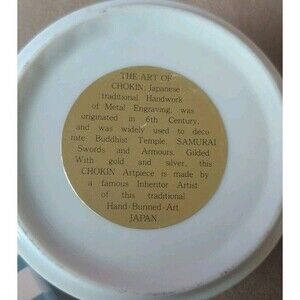 THE ART OF
CHOKIN: Japanese
traditional Handwork
of Metal Engraving, was
originated in 6th Century,
and was widely used to deco-
rate Buddhist Temple, SAMURAI
Swords and Armours. Gilded
With gold and silver, this
CHOKIN Artpiece is made by
a famous Inheritor Artist
of this traditional
Hand-Bunned-Art
JAPAN